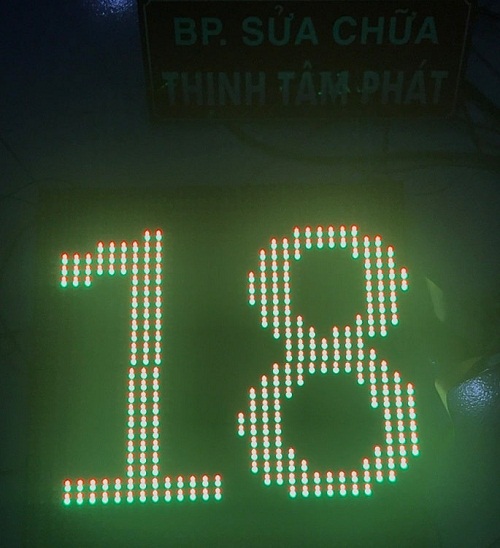 BP. SỬA CHỮA
THỊNH TÂM PHÁT
18